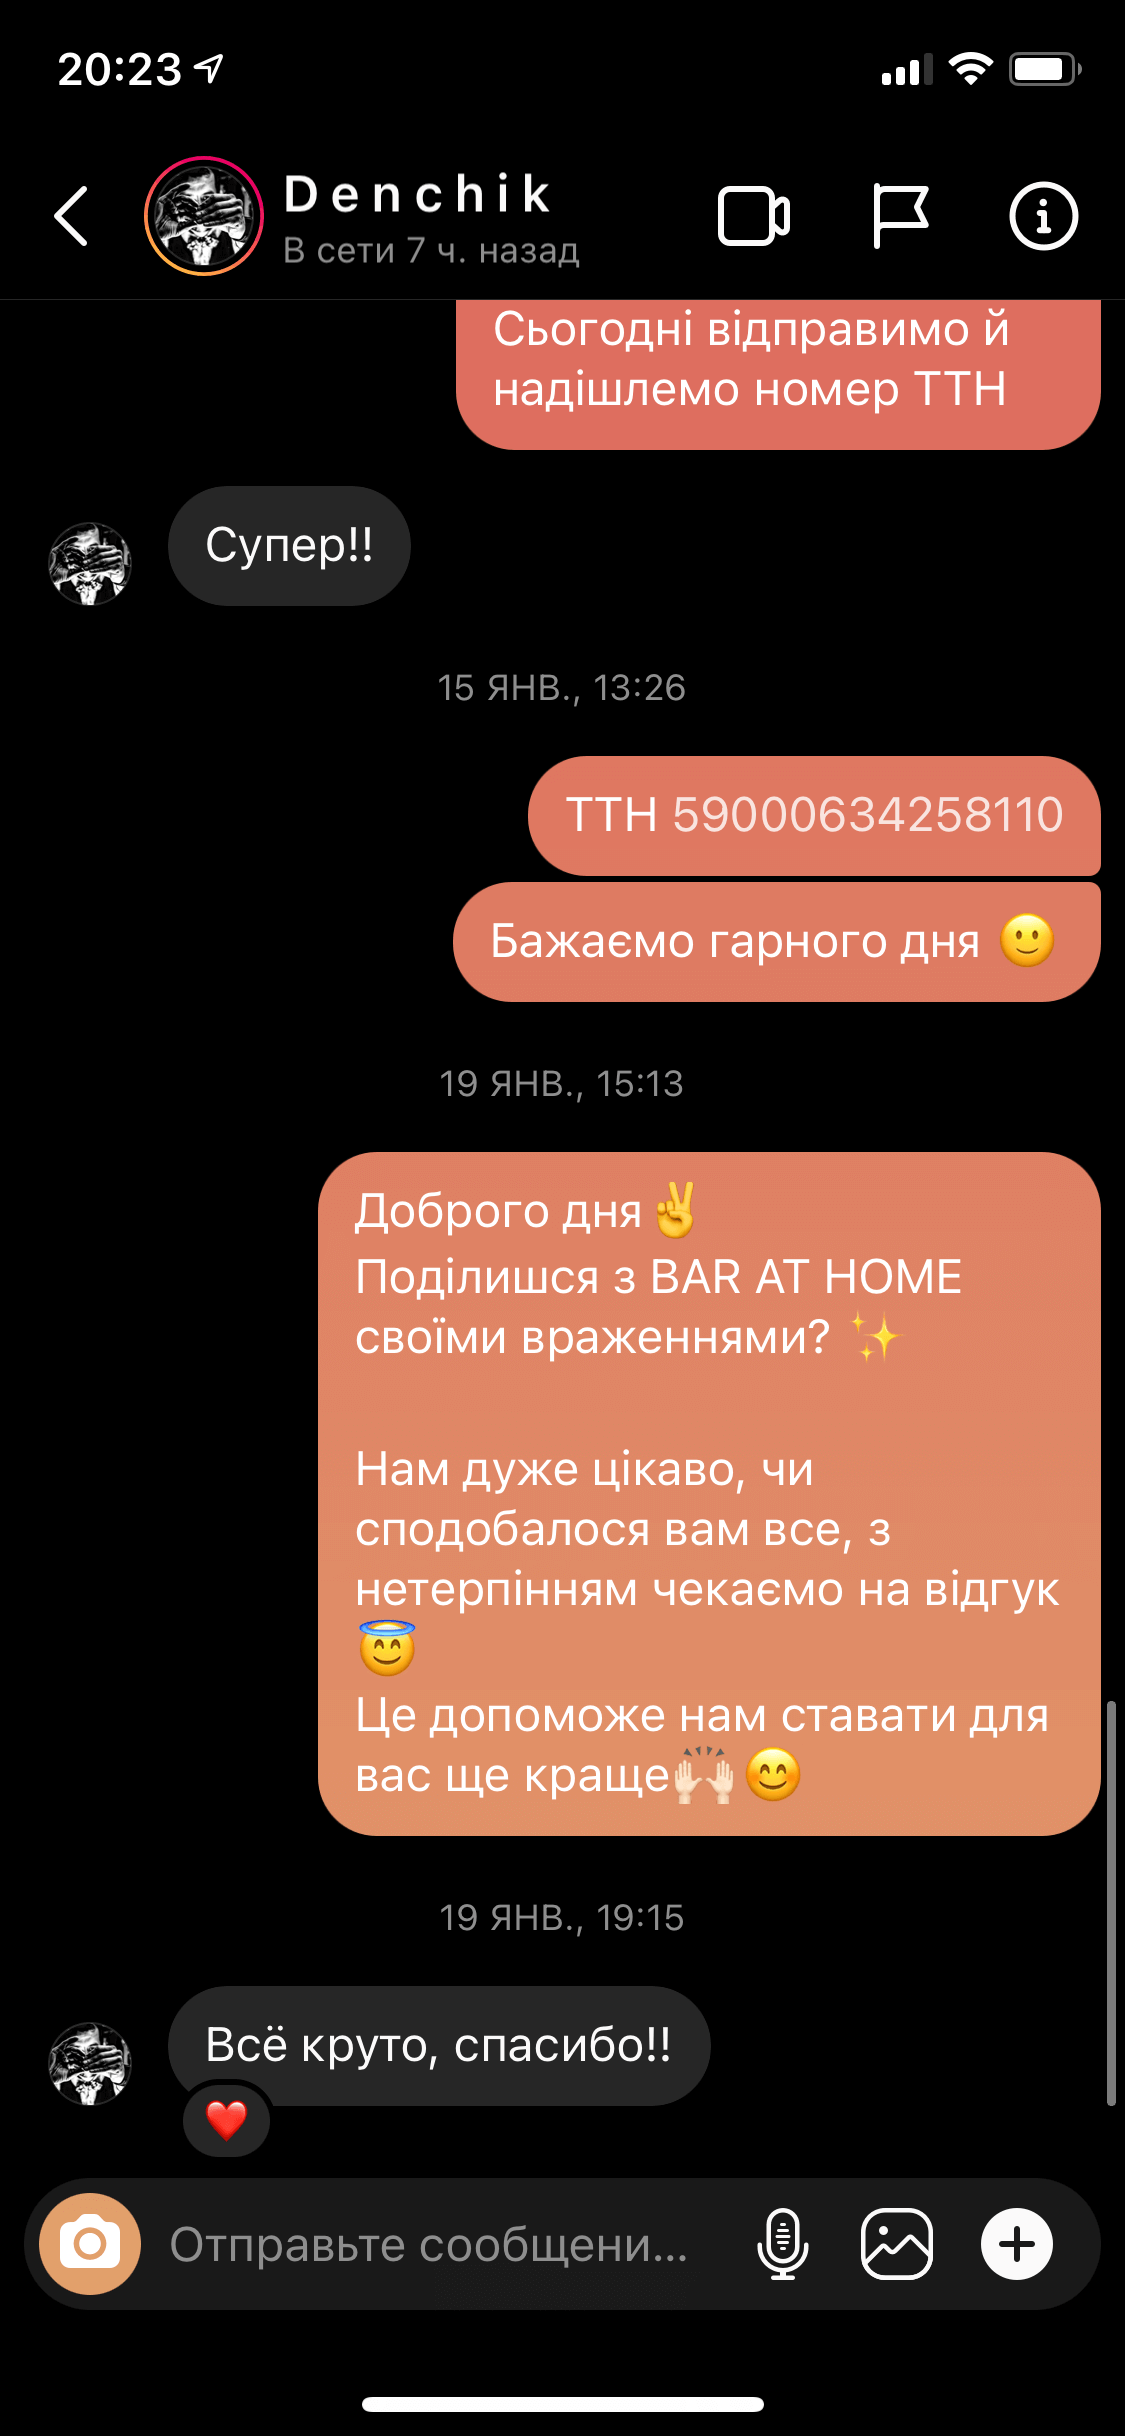 20:23
Denchik
В сети 7 ч. назад
Сьогодні відправимо й
надішлемо номер ТТН
Супер!!
15 ЯНВ., 13:26
ТТН 59000634258110
Бажаємо гарного дня 🙂
19 ЯНВ., 15:13
Доброго дня✌️
Поділишся з BAR AT HOME
своїми враженнями? ✨
Нам дуже цікаво, чи
сподобалося вам все, з
нетерпінням чекаємо на відгук
😇
Це допоможе нам ставати для
вас ще краще🙌🏻😊
19 ЯНВ., 19:15
Всё круто, спасибо!!
❤️
Отправьте сообщени...